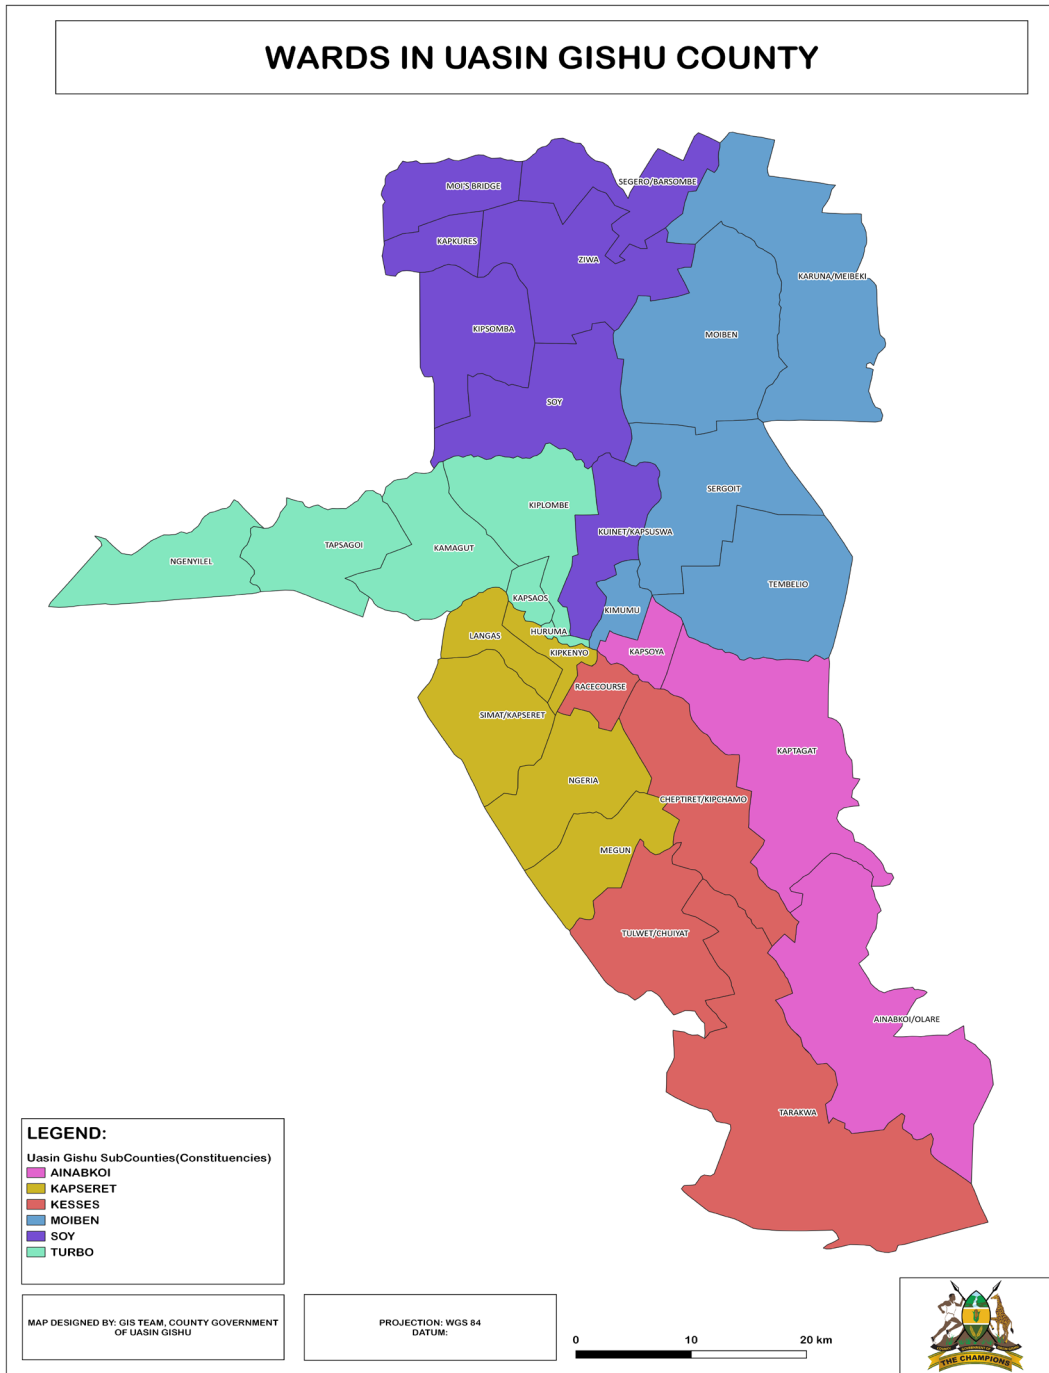 WARDS IN UASIN GISHU COUNTY
SEGERO/BARSOMBE
MOI'S BRIDGE
KAPKURES
ZIWA
KARUNA/MEIBEKI
KIPSOMBA
MOIBEN
SOY
SERGOIT
KIPLOMBE
KUINET/KAPSUSWA
TAPSAGOI
KAMAGUT
NGENYILEL
TEMBELIO
KAPSAOS
KIMUMU
HURUMA
LANGAS
KIPKENYO
KAPSOYA
RACECOURSE
SIMAT/KAPSERET
KAPTAGAT
NGERIA
CHEPTIRET/KIPCHAMO
MEGUN
TULWET/CHUIYAT
AINABKOI/OLARE
TARAKWA
LEGEND:
Uasin Gishu SubCounties(Constituencies)
AINABKOI
KAPSERET
KESSES
MOIBEN
SOY
TURBO
MAP DESIGNED BY: GIS TEAM, COUNTY GOVERNMENT
OF UASIN GISHU
PROJECTION: WGS 84
DATUM:
0 10 20 km
THE CHAMPIONS